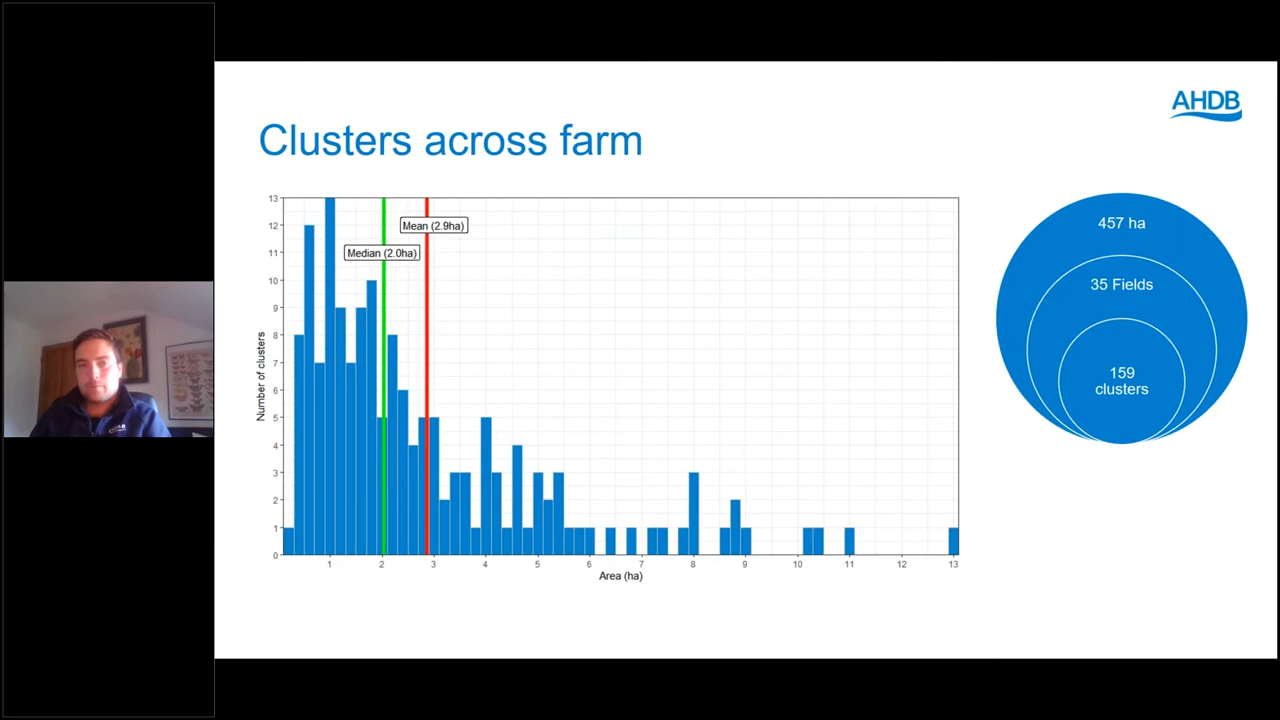 AHDB
Clusters across farm
13
12
11
10
9
8
7
6
5
4
3
2
1
0
Number of clusters
Mean (2.9ha)
Median (2.0ha)
1 2 3 4 5 6 7 8 9 10 11 12 13
Area (ha)
457 ha
35 Fields
159
clusters